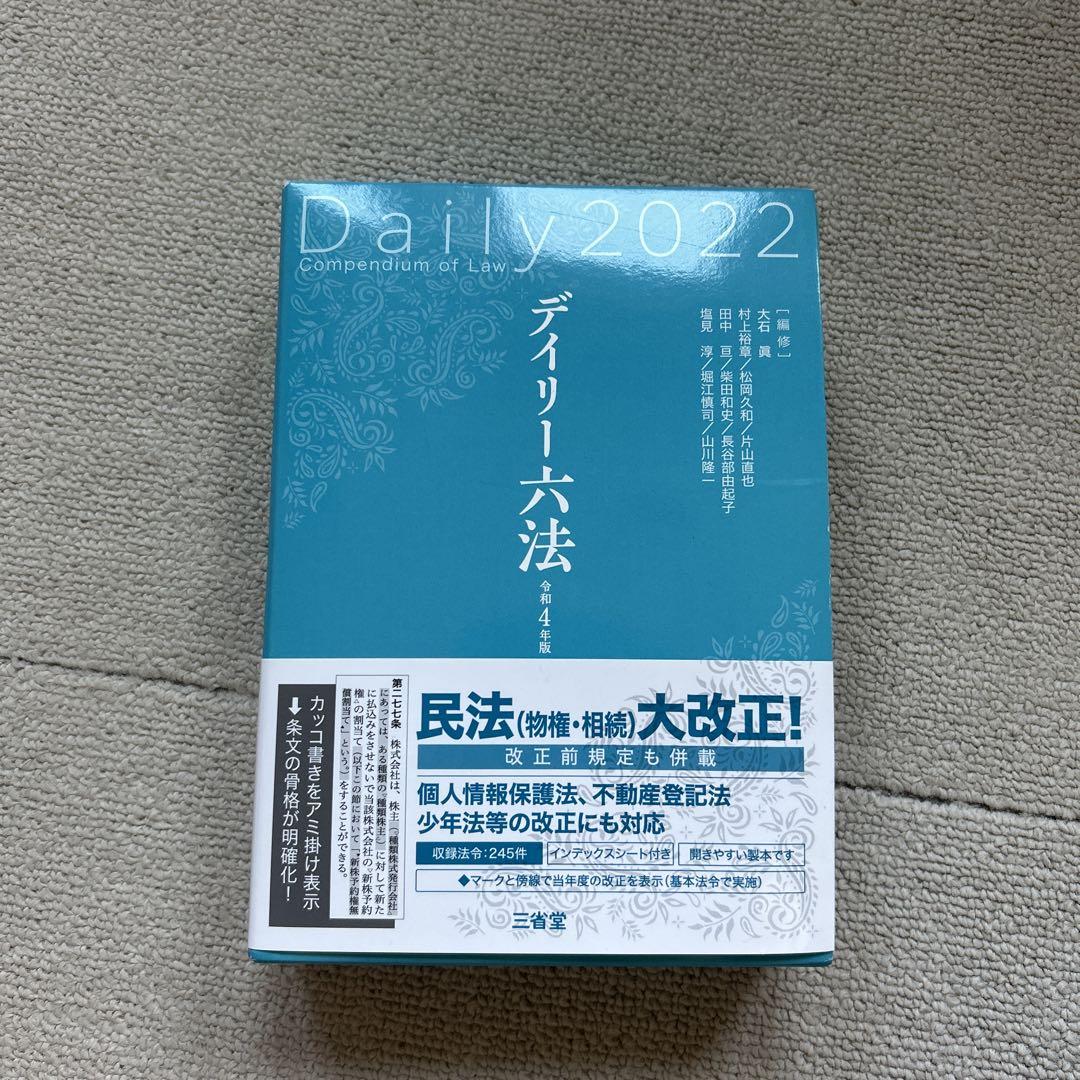 Daily 2022
Compendium of Law
デイリー六法
令和4年版
[編修]
大石 眞
村上裕章/松岡久和/片山直也
田中 亘/柴田和史/長谷部由起子
塩見 淳/堀江慎司/山川隆一
カッコ書きをアミ掛け表示
➡条文の骨格が明確化!
第二七七条 株式会社は、株主(種類株式発行会社
にあっては、ある種類の▽種類株主)に対して新た
に払込みをさせないで当該株式会社の▽新株予約
権△の割当て(以下この節において「▼新株予約権無
償割当て▲」という。)をすることができる。
民法(物権・相続)大改正!
改正前規定も併載
個人情報保護法、不動産登記法
少年法等の改正にも対応
収録法令:245件
インデックスシート付き
開きやすい製本です
◆マークと傍線で当年度の改正を表示(基本法令で実施)
三省堂